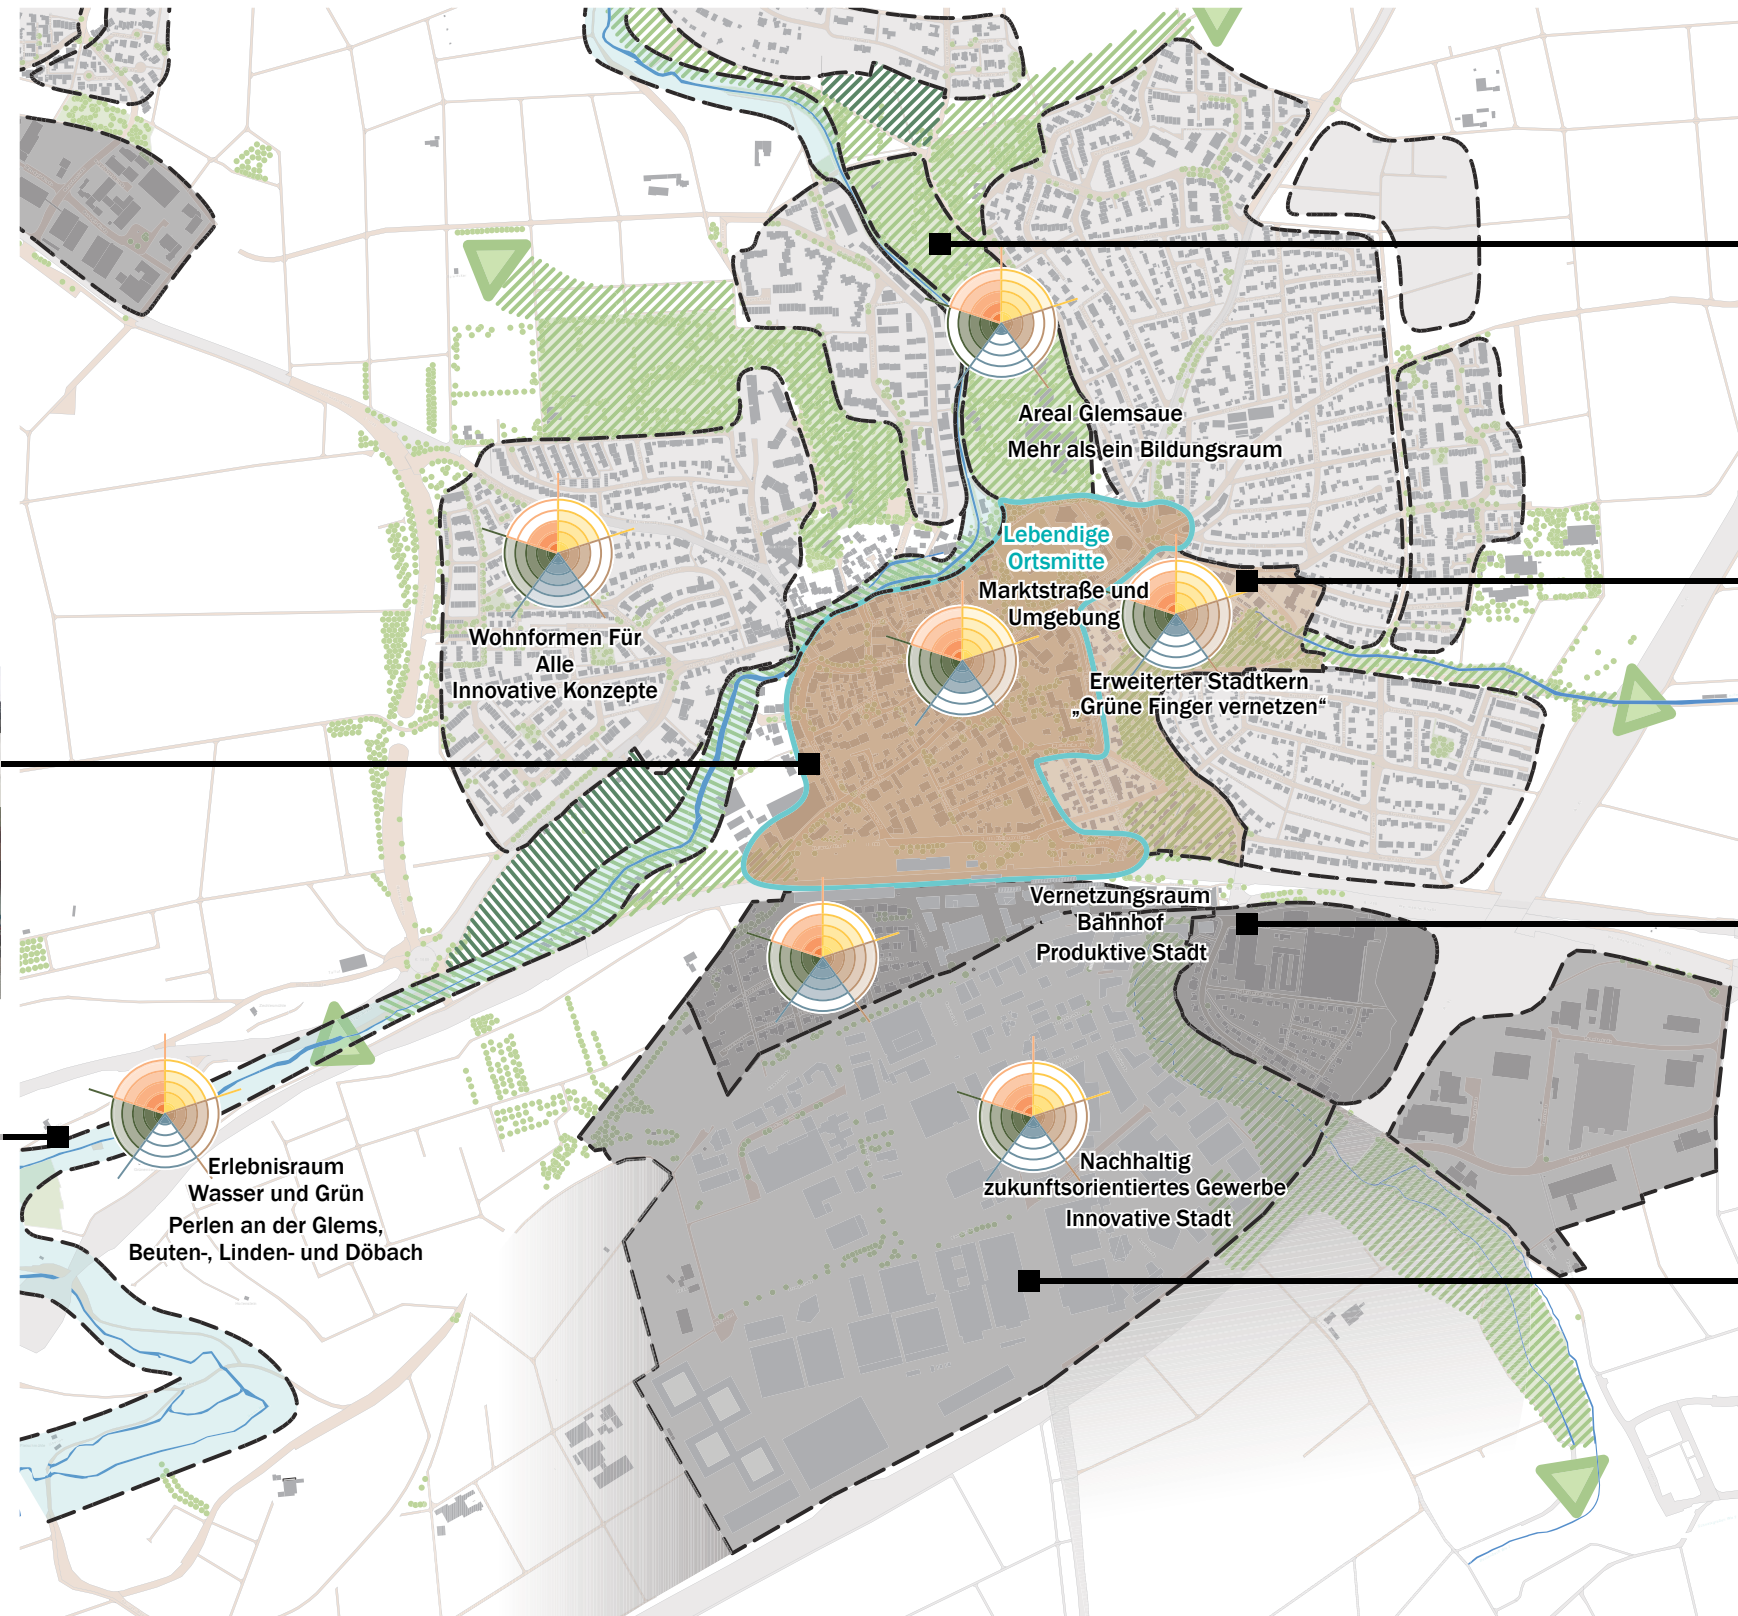 Areal Glemsaue
Mehr als ein Bildungsraum
Lebendige
Ortsmitte
Marktstraße und
Umgebung
Wohnformen Für
Alle
Innovative Konzepte
Erweiterter Stadtkern
„Grüne Finger vernetzen“
Vernetzungsraum
Bahnhof
Produktive Stadt
Nachhaltig
zukunftsorientiertes Gewerbe
Innovative Stadt
Erlebnisraum
Wasser und Grün
Perlen an der Glems,
Beuten-, Linden- und Döbach